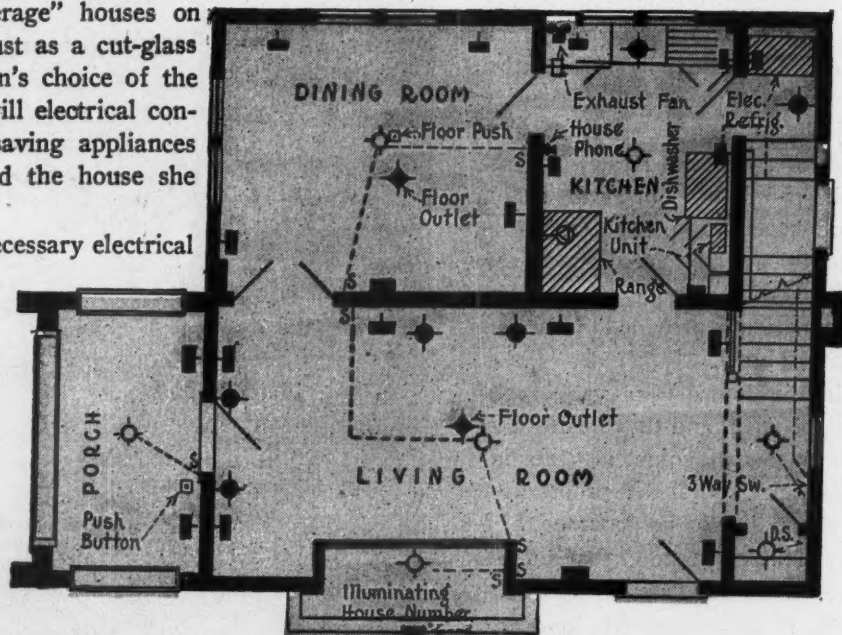 erage” houses on
ust as a cut-glass
n's choice of the
ill electrical con-
saving appliances
d the house she
ecessary electrical
DINING ROOM
Floor Push
Floor
Outlet
S
S
S
Exhaust Fan
House
Phone
KITCHEN
Dishwasher
Kitchen
Unit
Range
Elec.
Refrig.
PORCH
S
Push
Button
Floor Outlet
LIVING ROOM
3 Way Sw.
D.S.
S
S S
Illuminating
House Number